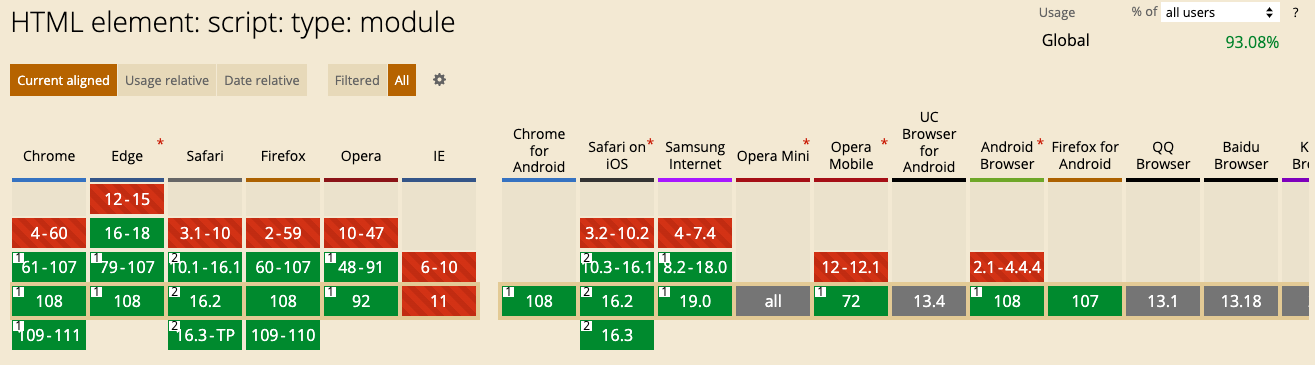 HTML element: script: type: module
Usage % of all users ?
Global 93.08%
Current aligned Usage relative Date relative Filtered All
Chrome Edge * Safari Firefox Opera IE
Chrome for Android Safari on iOS * Samsung Internet Opera Mini * Opera Mobile * UC Browser for Android Android Browser * Firefox for Android QQ Browser Baidu Browser
12-15
4-60 16-18 3.1-10 2-59 10-47 3.2-10.2 4-7.4
1 61-107 1 79-107 2 10.1-16.1 60-107 1 48-91 6-10 2 10.3-16.1 1 8.2-18.0 12-12.1 2.1-4.4.4
1 108 1 108 2 16.2 108 1 92 11 1 108 2 16.2 1 19.0 all 1 72 13.4 1 108 107 13.1 13.18
1 109-111 2 16.3-TP 109-110 2 16.3